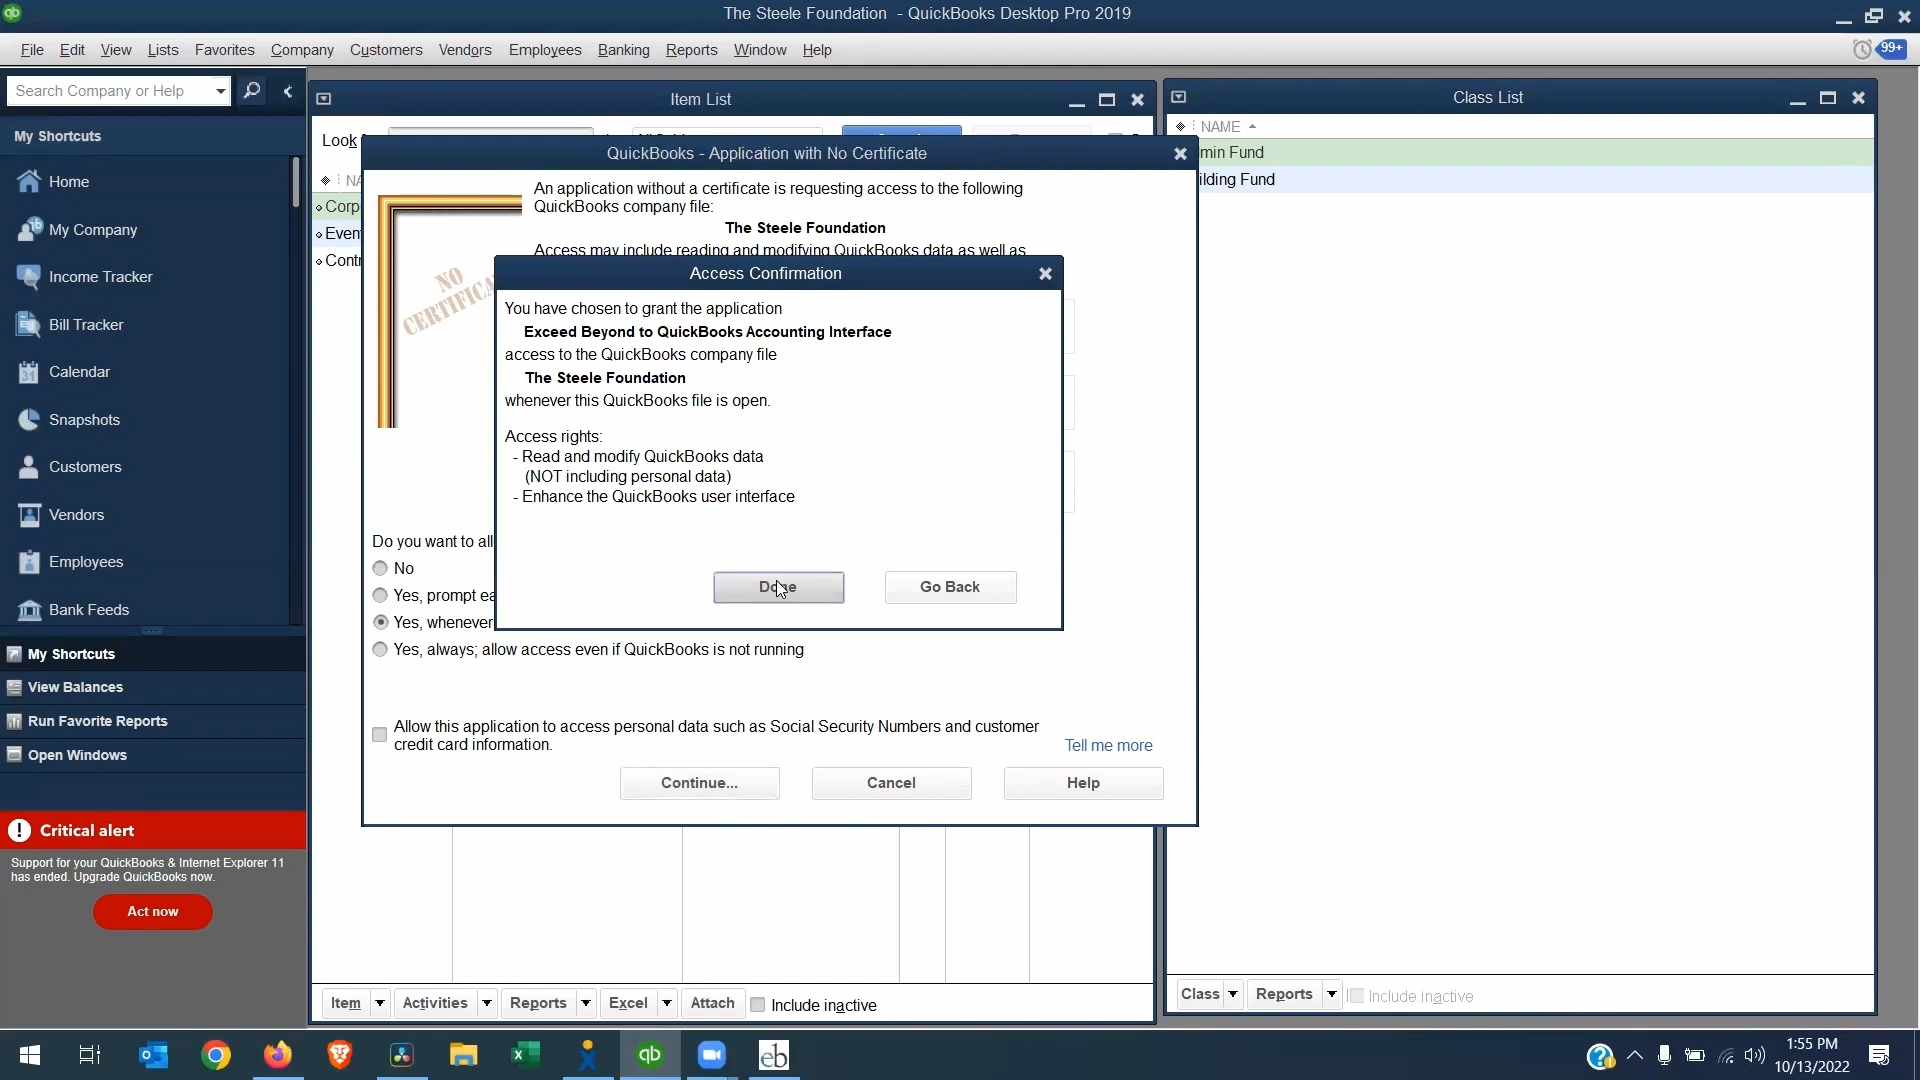 The Steele Foundation - QuickBooks Desktop Pro 2019
File Edit View Lists Favorites Company Customers Vendors Employees Banking Reports Window Help
99+
Search Company or Help
My Shortcuts
Home
My Company
Income Tracker
Bill Tracker
Calendar
Snapshots
Customers
Vendors
Employees
Bank Feeds
My Shortcuts
View Balances
Run Favorite Reports
Open Windows
Critical alert
Support for your QuickBooks & Internet Explorer 11
has ended. Upgrade QuickBooks now.
Act now
Item List
Look
NA
Corp
Even
Cont
QuickBooks - Application with No Certificate
An application without a certificate is requesting access to the following
QuickBooks company file:
The Steele Foundation
Access may include reading and modifying QuickBooks data as well as
NO
CERTIFICA
Access Confirmation
You have chosen to grant the application
Exceed Beyond to QuickBooks Accounting Interface
access to the QuickBooks company file
The Steele Foundation
whenever this QuickBooks file is open.
Access rights:
- Read and modify QuickBooks data
(NOT including personal data)
- Enhance the QuickBooks user interface
Done
Go Back
Do you want to all
No
Yes, prompt ea
Yes, whenever
Yes, always; allow access even if QuickBooks is not running
Allow this application to access personal data such as Social Security Numbers and customer
credit card information.
Tell me more
Continue...
Cancel
Help
Item
Activities
Reports
Excel
Attach
Include inactive
Class List
NAME
min Fund
ilding Fund
Class
Reports
Include inactive
qb
eb
1:55 PM
10/13/2022